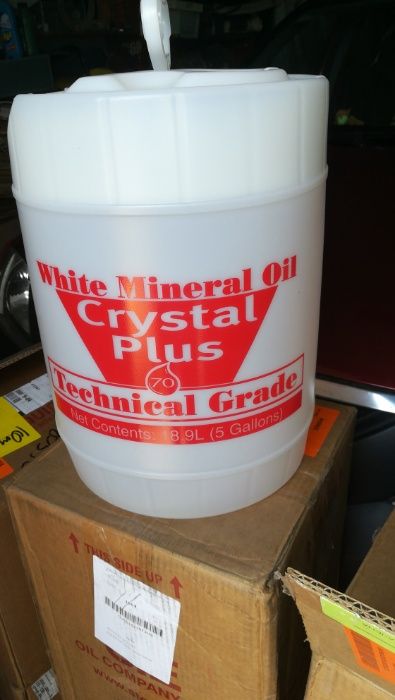 White Mineral Oil
Crystal
Plus
70
Technical Grade
Net Contents: 18.9L (5 Gallons)
THIS SIDE UP
OIL COMPANY